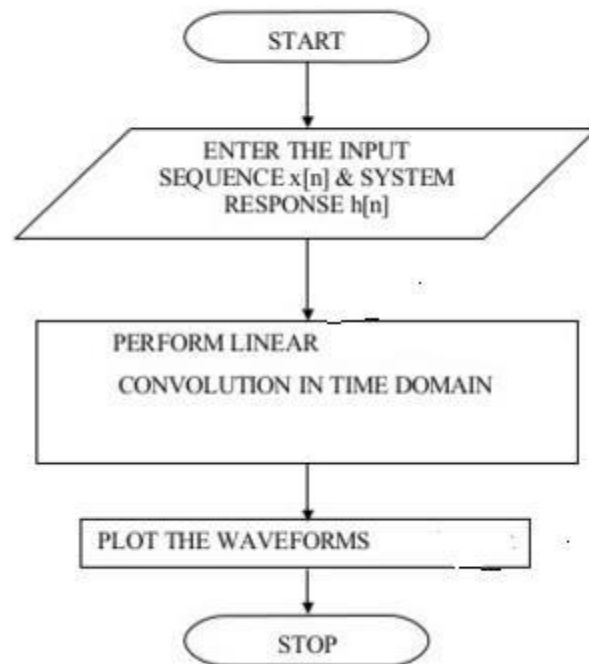 START
ENTER THE INPUT
SEQUENCE x[n] & SYSTEM
RESPONSE h[n]
PERFORM LINEAR
CONVOLUTION IN TIME DOMAIN
PLOT THE WAVEFORMS
STOP